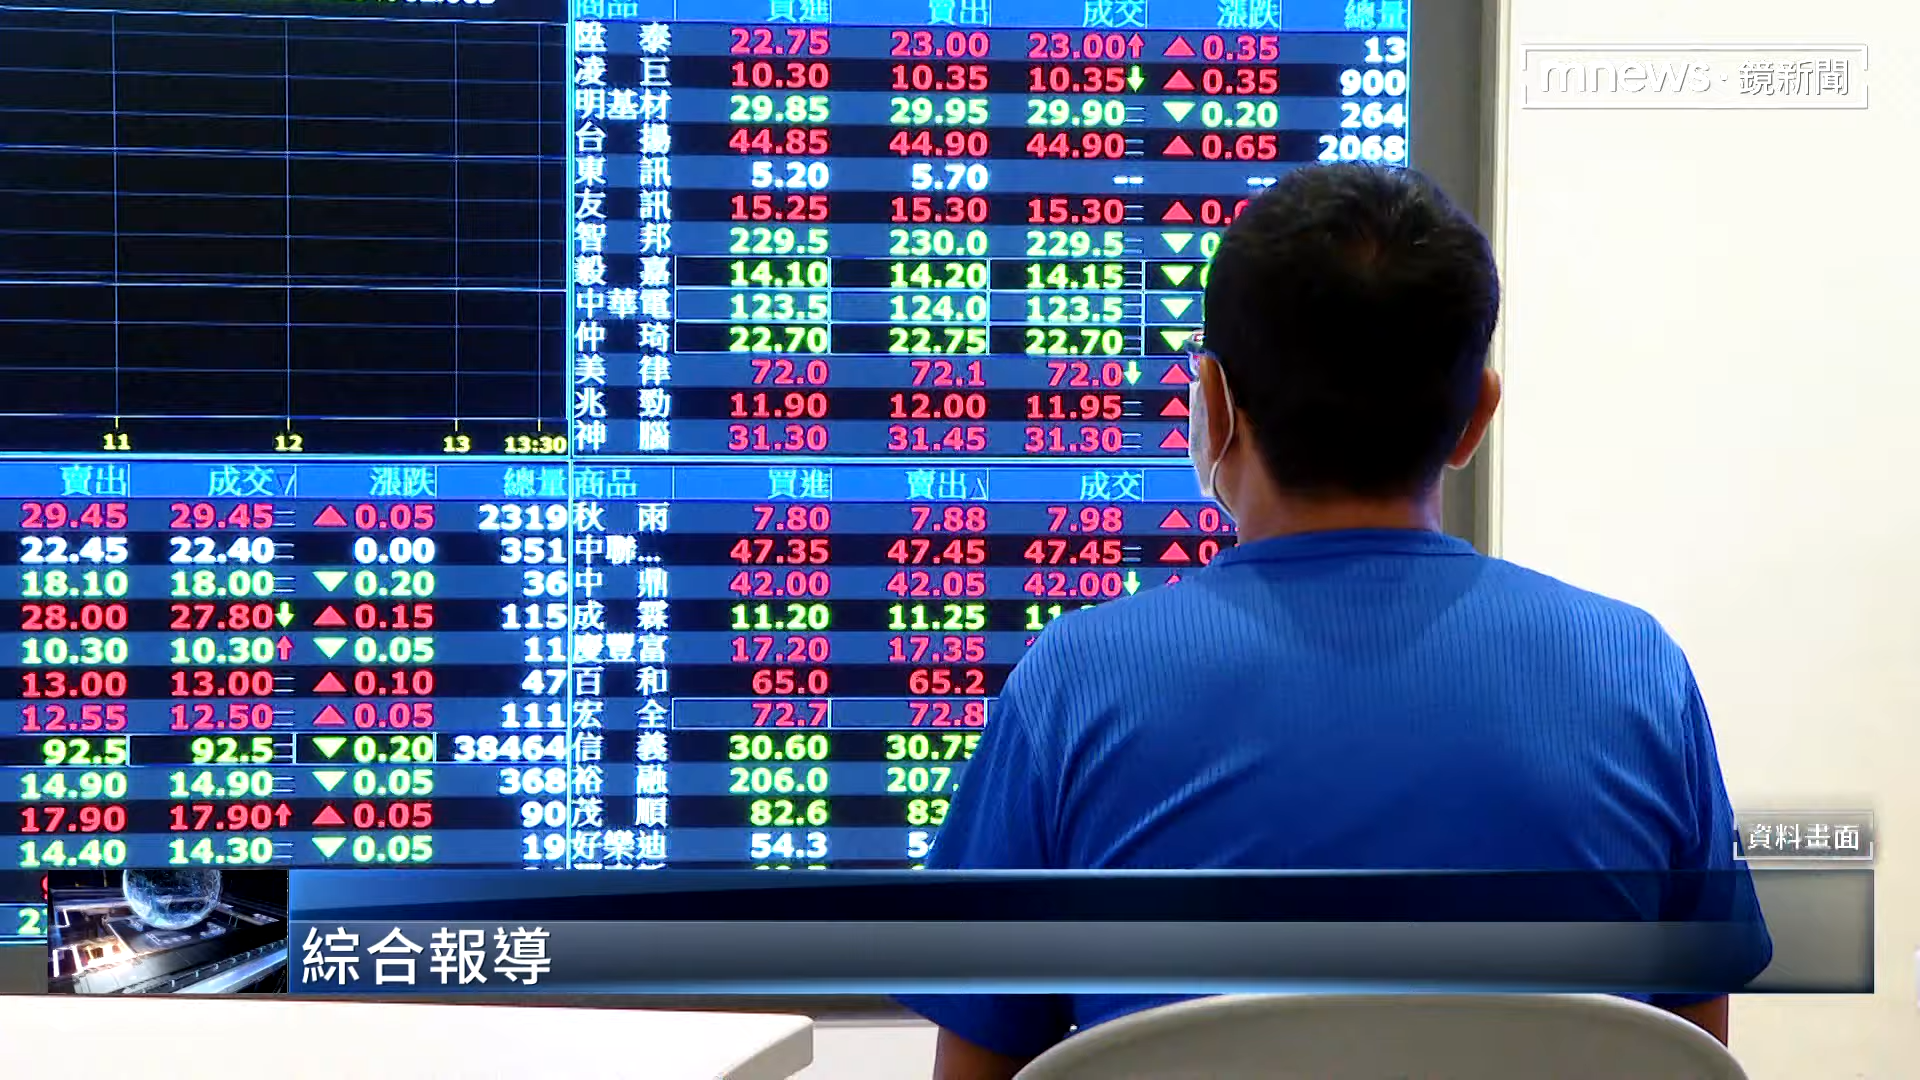 商品 買進 賣出 成交 漲跌 總量
陞泰 22.75 23.00 23.00↑ ▲0.35 13
凌巨 10.30 10.35 10.35↓ ▲0.35 900
明基材 29.85 29.95 29.90= ▼0.20 264
台揚 44.85 44.90 44.90= ▲0.65 2068
東訊 5.20 5.70 -- --
友訊 15.25 15.30 15.30= ▲0.
智邦 229.5 230.0 229.5= ▼0
毅嘉 14.10 14.20 14.15= ▼
中華電 123.5 124.0 123.5= ▼
仲琦 22.70 22.75 22.70= ▼
美律 72.0 72.1 72.0↓ ▲
兆勁 11.90 12.00 11.95= ▲
神腦 31.30 31.45 31.30= ▲
11 12 13 13:30
賣出 成交▽ 漲跌 總量
29.45 29.45= ▲0.05 2319
22.45 22.40= 0.00 351
18.10 18.00= ▼0.20 36
28.00 27.80↓ ▲0.15 115
10.30 10.30↑ ▼0.05 11
13.00 13.00= ▲0.10 47
12.55 12.50= ▲0.05 111
92.5 92.5= ▼0.20 38464
14.90 14.90= ▼0.05 368
17.90 17.90↑ ▲0.05 90
14.40 14.30= ▼0.05 19
商品 買進 賣出△ 成交
秋雨 7.80 7.88 7.98 ▲0.
中聯... 47.35 47.45 47.45= ▲0
中鼎 42.00 42.05 42.00↓
成霖 11.20 11.25 11.
慶豐富 17.20 17.35
百和 65.0 65.2
宏全 72.7 72.8
信義 30.60 30.75
裕融 206.0 207.
茂順 82.6 83
好樂迪 54.3 5
mnews·鏡新聞
資料畫面
綜合報導